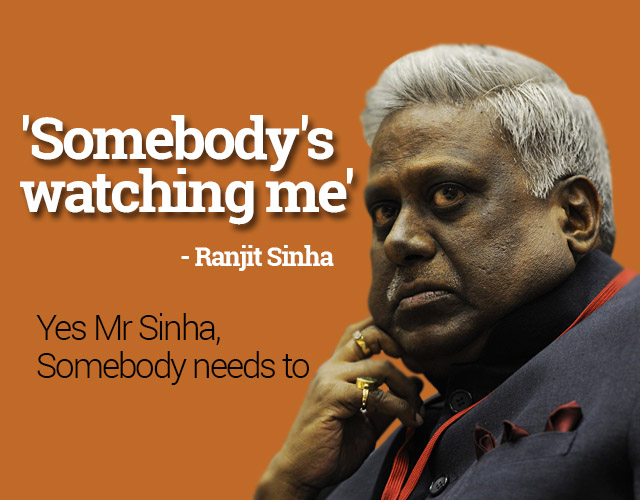 'Somebody's
watching me'
- Ranjit Sinha
Yes Mr Sinha,
Somebody needs to